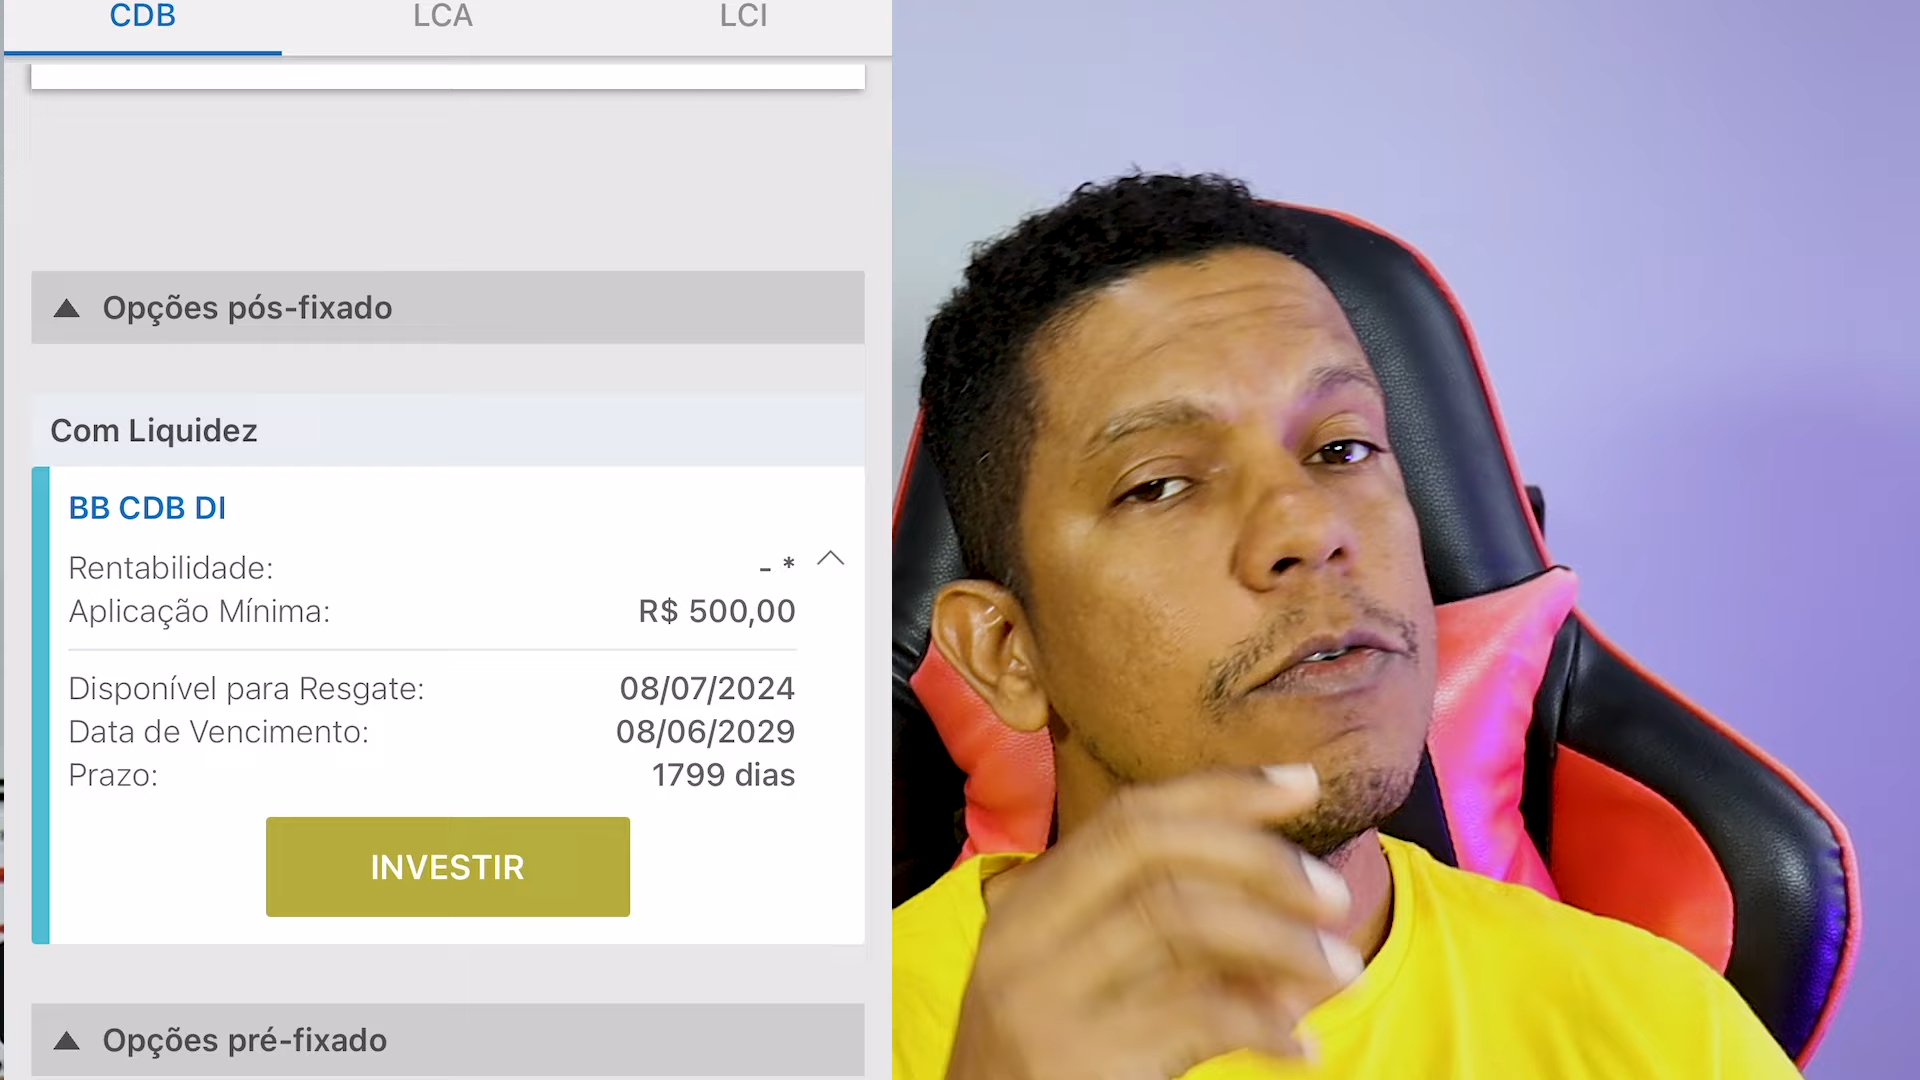 CDB LCA LCI
Opções pós-fixado
Com Liquidez
BB CDB DI
Rentabilidade: - *
Aplicação Mínima: R$ 500,00
Disponível para Resgate: 08/07/2024
Data de Vencimento: 08/06/2029
Prazo: 1799 dias
INVESTIR
Opções pré-fixado